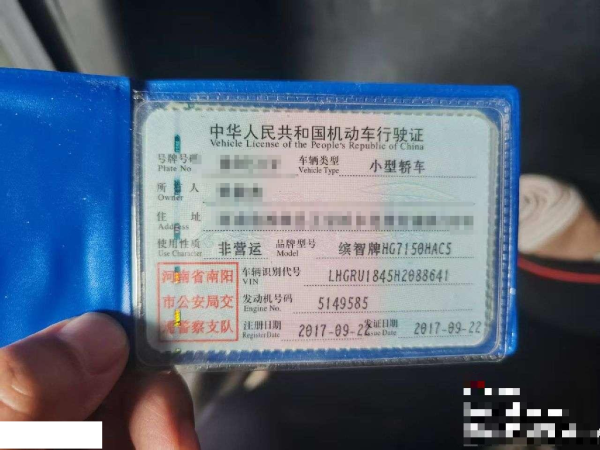 中华人民共和国机动车行驶证
Vehicle License of the People's Republic of China
号牌号码 车辆类型 小型轿车
Plate No Vehicle Type
所 人
Owner
住 址
Address
使用性质 非营运 品牌型号 缤智牌HG7150HAC5
Use Character Model
河南省南阳
市公安局交
警察支队
车辆识别代号 LHGRU1845H2088641
VIN
发动机号码 5149585
Engine No.
注册日期 2017-09-22 发证日期 2017-09-22
Register Date Issue Date